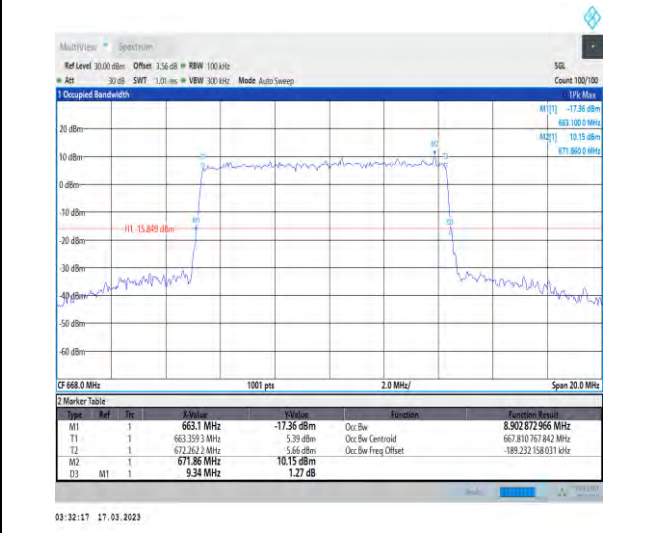 MultiView Spectrum
Ref Level 30.00 dBm Offset 3.56 dB RBW 100 kHz SGL
Att 30 dB SWT 1.01 ms VBW 300 kHz Mode Auto Sweep Count 100/100
1 Occupied Bandwidth 1Pk Max
M1[1] -17.36 dBm
663.100 0 MHz
M2[1] 10.15 dBm
671.860 0 MHz
20 dBm
10 dBm
0 dBm
-10 dBm
H1 -15.849 dBm
-20 dBm
-30 dBm
-40 dBm
-50 dBm
-60 dBm
CF 668.0 MHz 1001 pts 2.0 MHz/ Span 20.0 MHz
2 Marker Table
Type Ref Trc X-Value Y-Value Function Function Result
M1 1 663.1 MHz -17.36 dBm Occ Bw 8.902 872 966 MHz
T1 1 663.359 3 MHz 5.39 dBm Occ Bw Centroid 667.810 767 842 MHz
T2 1 672.262 2 MHz 5.66 dBm Occ Bw Freq Offset -189.232 158 031 kHz
M2 1 671.86 MHz 10.15 dBm
D3 M1 1 9.34 MHz 1.27 dB
03:32:17 17.03.2023